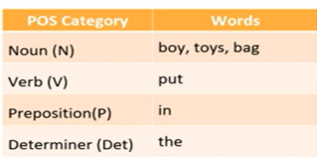 POS Category Words
Noun (N) boy, toys, bag
Verb (V) put
Preposition(P) in
Determiner (Det) the